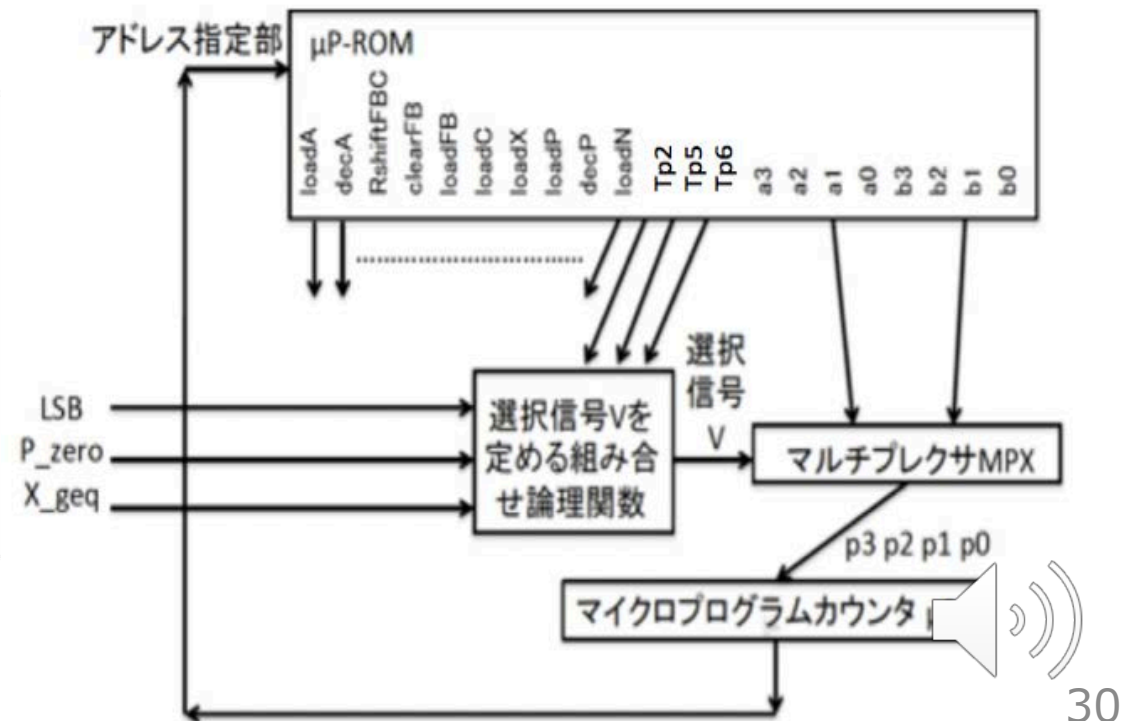 アドレス指定部
μP-ROM
loadA
decA
RshiftFBC
clearFB
loadFB
loadC
loadX
loadP
decP
loadN
Tp2
Tp5
Tp6
a3
a2
a1
a0
b3
b2
b1
b0
LSB
P_zero
X_geq
選択信号Vを
定める組み合
せ論理関数
選択
信号
V
マルチプレクサMPX
p3 p2 p1 p0
マイクロプログラムカウンタ
30